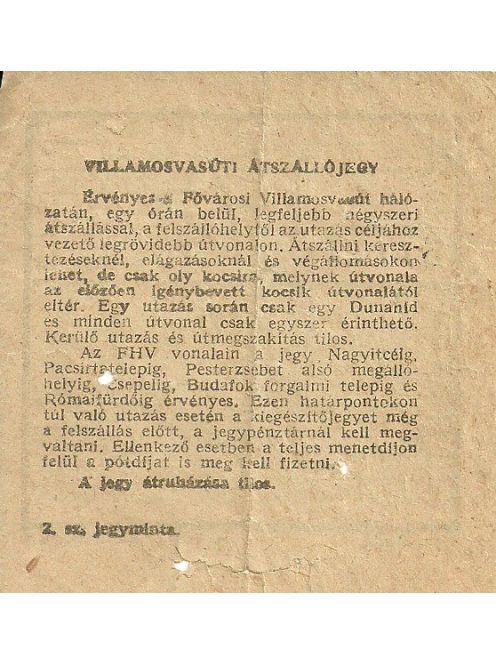 VILLAMOSVASÚTI ÁTSZÁLLÓJEGY
Érvényes a Fővárosi Villamosvasút háló-
zatán, egy órán belül, legfeljebb négyszeri
átszállással, a felszállóhelytől az utazás céljához
vezető legrövidebb útvonalon. Átszállni keresz-
tezéseknél, elágazásoknál és végállomásokon
lehet, de csak oly kocsira, melynek útvonala
az előzően igénybevett kocsik útvonalától
eltér. Egy utazás során csak egy Dunahíd
és minden útvonal csak egyszer érinthető.
Kerülő utazás és útmegszakítás tilos.
Az FHV vonalain a jegy Nagyitcéig,
Pacsirtatelepig, Pesterzsébet alsó megálló-
helyig, Csepelig, Budafok forgalmi telepig és
Rómaifürdőig érvényes. Ezen határpontokon
túl való utazás esetén a kiegészítőjegyet még
a felszállás előtt, a jegypénztárnál kell meg-
váltani. Ellenkező esetben a teljes menetdíjon
felül a pótdíjat is meg kell fizetni.
A jegy átruházása tilos.
2. sz. jegyminta.